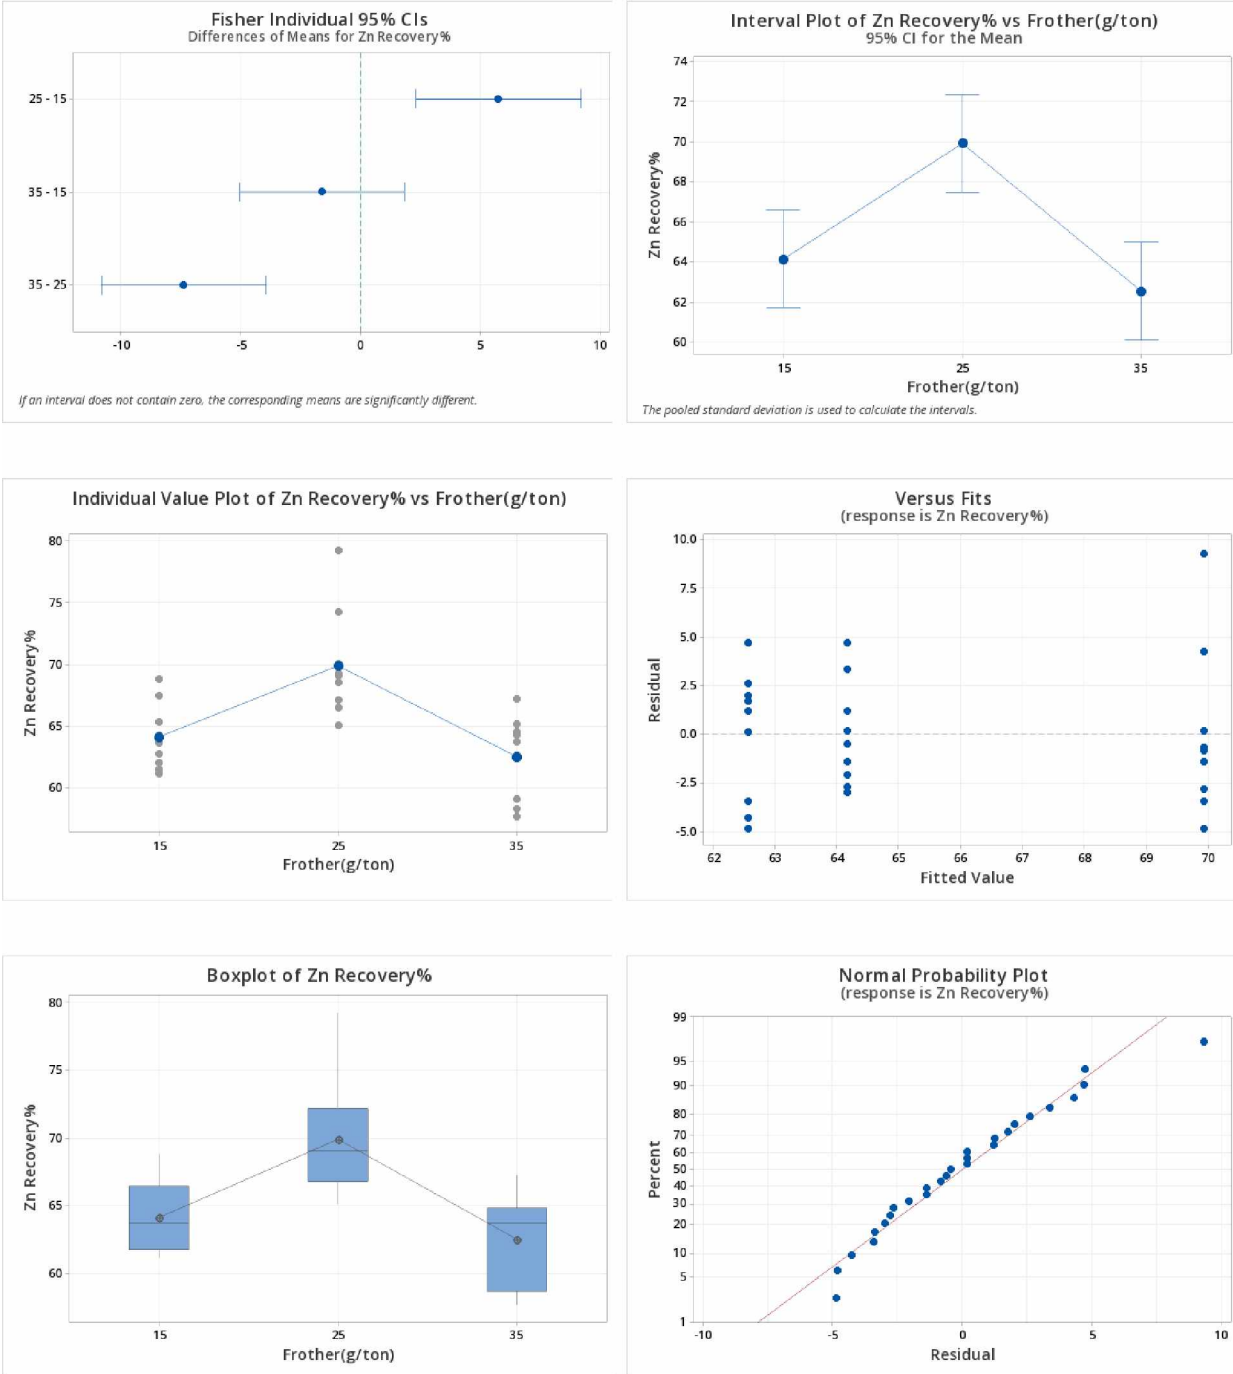 Fisher Individual 95% CIs
Differences of Means for Zn Recovery%
25 - 15
35 - 15
35 - 25
-10 -5 0 5 10
If an interval does not contain zero, the corresponding means are significantly different.
Interval Plot of Zn Recovery% vs Frother(g/ton)
95% CI for the Mean
Zn Recovery%
74
72
70
68
66
64
62
60
15 25 35
Frother(g/ton)
The pooled standard deviation is used to calculate the intervals.
Individual Value Plot of Zn Recovery% vs Frother(g/ton)
Zn Recovery%
80
75
70
65
60
15 25 35
Frother(g/ton)
Versus Fits
(response is Zn Recovery%)
Residual
10.0
7.5
5.0
2.5
0.0
-2.5
-5.0
62 63 64 65 66 67 68 69 70
Fitted Value
Boxplot of Zn Recovery%
Zn Recovery%
80
75
70
65
60
15 25 35
Frother(g/ton)
Normal Probability Plot
(response is Zn Recovery%)
Percent
99
95
90
80
70
60
50
40
30
20
10
5
1
-10 -5 0 5 10
Residual